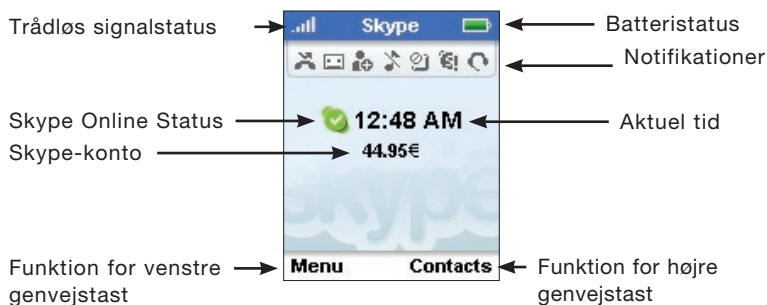 Trådløs signalstatus
Skype
Batteristatus
Notifikationer
Skype Online Status
12:48 AM
Aktuel tid
Skype-konto
44.95€
skype
Menu
Contacts
Funktion for venstre
genvejstast
Funktion for højre
genvejstast